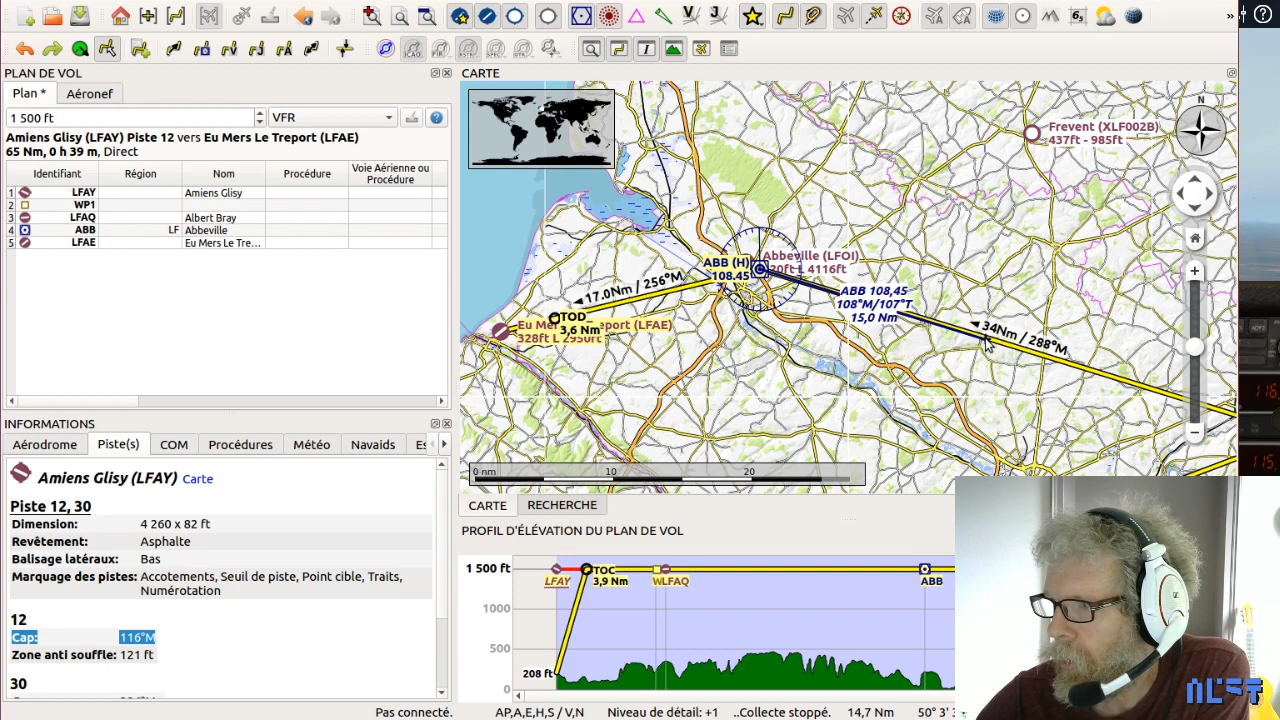 PLAN DE VOL
Plan *
Aéronef
1 500 ft
VFR
Amiens Glisy (LFAY) Piste 12 vers Eu Mers Le Treport (LFAE)
65 Nm, 0 h 39 m, Direct
Identifiant Région Nom Procédure Voie Aérienne ou Procédure
1 LFAY Amiens Glisy
2 WP1
3 LFAQ Albert Bray
4 ABB LF Abbeville
5 LFAE Eu Mers Le Tre...
INFORMATIONS
Aérodrome Piste(s) COM Procédures Météo Navaids
Amiens Glisy (LFAY) Carte
Piste 12, 30
Dimension: 4 260 x 82 ft
Revêtement: Asphalte
Balisage latéraux: Bas
Marquage des pistes: Accotements, Seuil de piste, Point cible, Traits,
Numérotation
12
Cap: 116°M
Zone anti souffle: 121 ft
30
CARTE
N
Frevent (XLF002B)
437ft - 985ft
Abbeville (LFOI)
20ft L 4116ft
ABB (H)
108.45
ABB 108,45
108°M/107°T
15,0 Nm
17.0Nm / 256°M
34Nm / 288°M
TOD
3,6 Nm
Eu Me port (LFAE)
328ft L 2950ft
0 nm 10 20
CARTE RECHERCHE
PROFIL D'ÉLÉVATION DU PLAN DE VOL
1 500 ft
1000
500
208 ft
0
LFAY
TOC
3,9 Nm
LFAQ
ABB
Pas connecté. AP,A,E,H,S / V,N Niveau de détail: +1 ..Collecte stoppé. 14,7 Nm 50° 3'